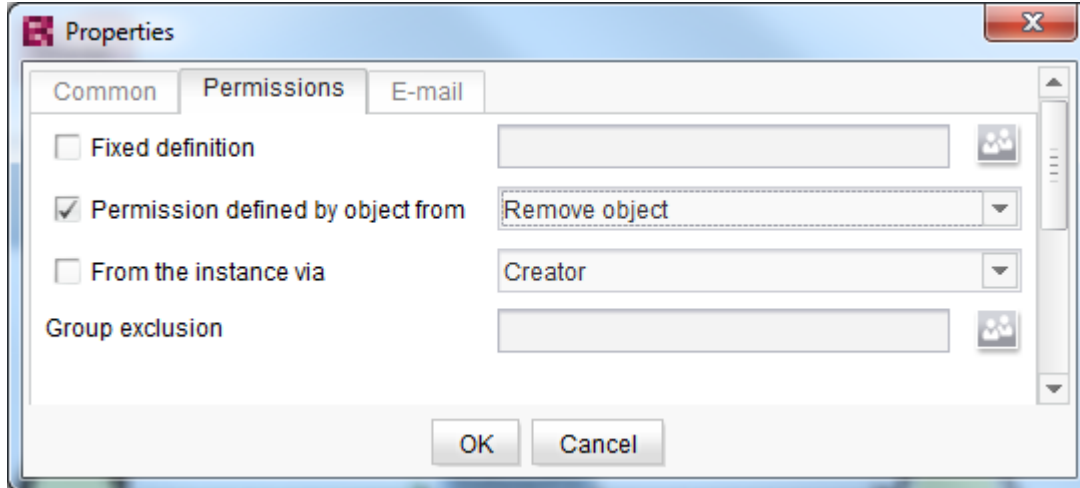 Properties
Common Permissions E-mail
Fixed definition
Permission defined by object from Remove object
From the instance via Creator
Group exclusion
OK Cancel